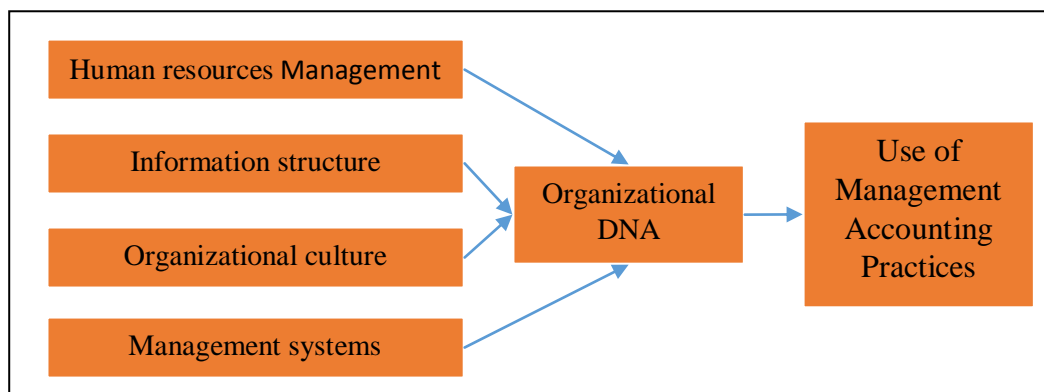 Human resources Management
Information structure
Organizational culture
Management systems
Organizational
DNA
Use of
Management
Accounting
Practices